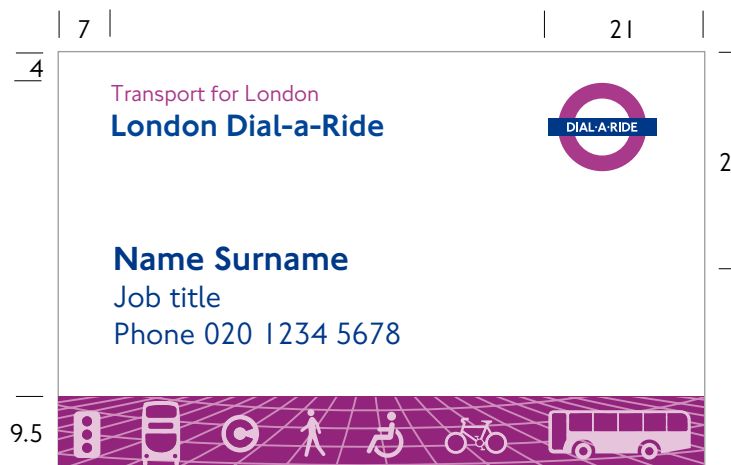 7 21
4
Transport for London
London Dial-a-Ride
DIAL·A·RIDE
2
Name Surname
Job title
Phone 020 1234 5678
9.5